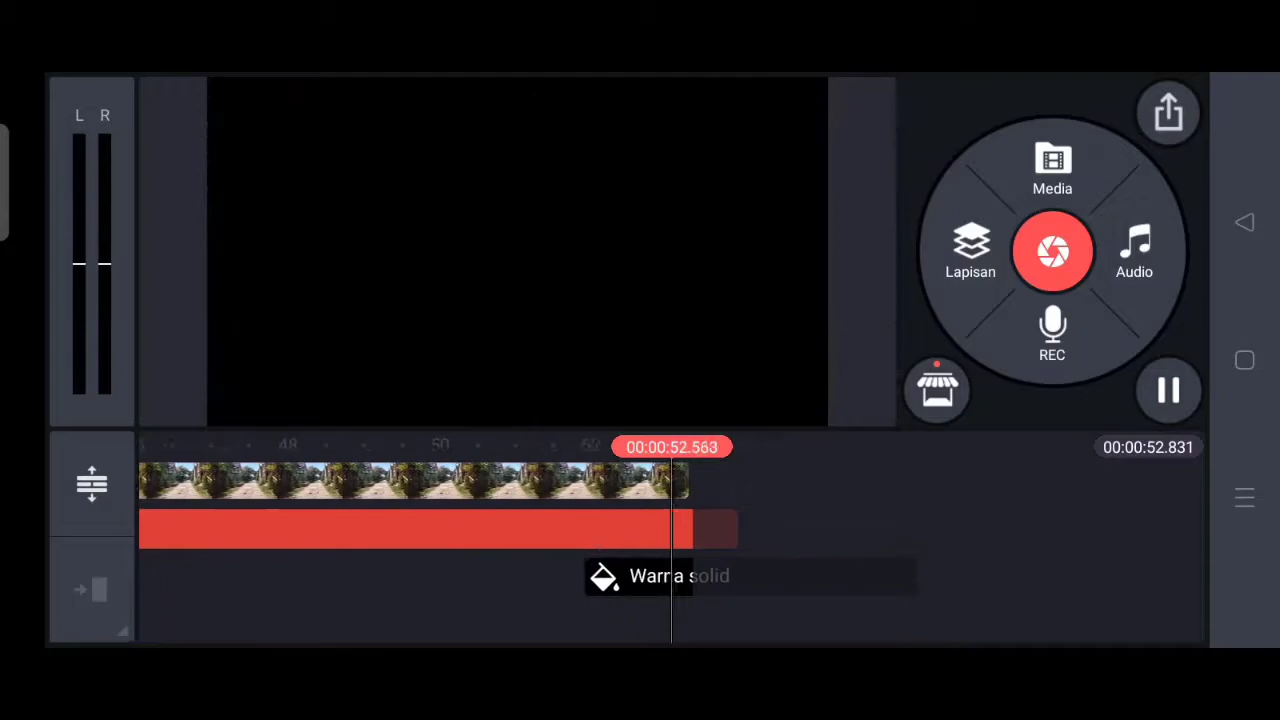 L R
Media
Lapisan
Audio
REC
48
50
52
00:00:52.563
00:00:52.831
Warna solid